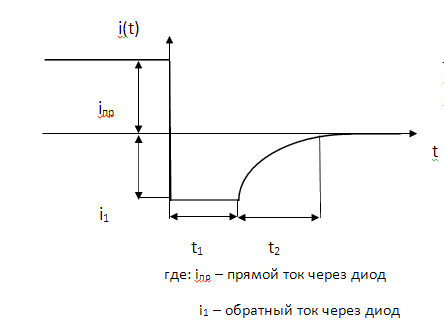 i(t)
iпр
t
i1
t1 t2
где: iпр – прямой ток через диод
i1 – обратный ток через диод